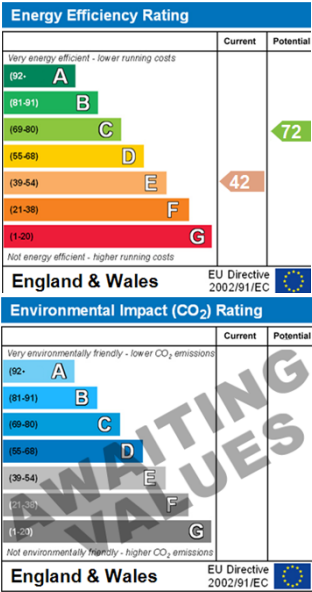 Energy Efficiency Rating
Current Potential
Very energy efficient - lower running costs
(92- A
(81-91) B
(69-80) C
72
(55-68) D
(39-54) E
42
(21-38) F
(1-20) G
Not energy efficient - higher running costs
England & Wales
EU Directive
2002/91/EC
Environmental Impact (CO2) Rating
Current Potential
Very environmentally friendly - lower CO2 emissions
(92- A
(81-91) B
(69-80) C
(55-68) D
(39-54) E
(21-38) F
(1-20) G
AWAITING
VALUES
Not environmentally friendly - higher CO2 emissions
England & Wales
EU Directive
2002/91/EC